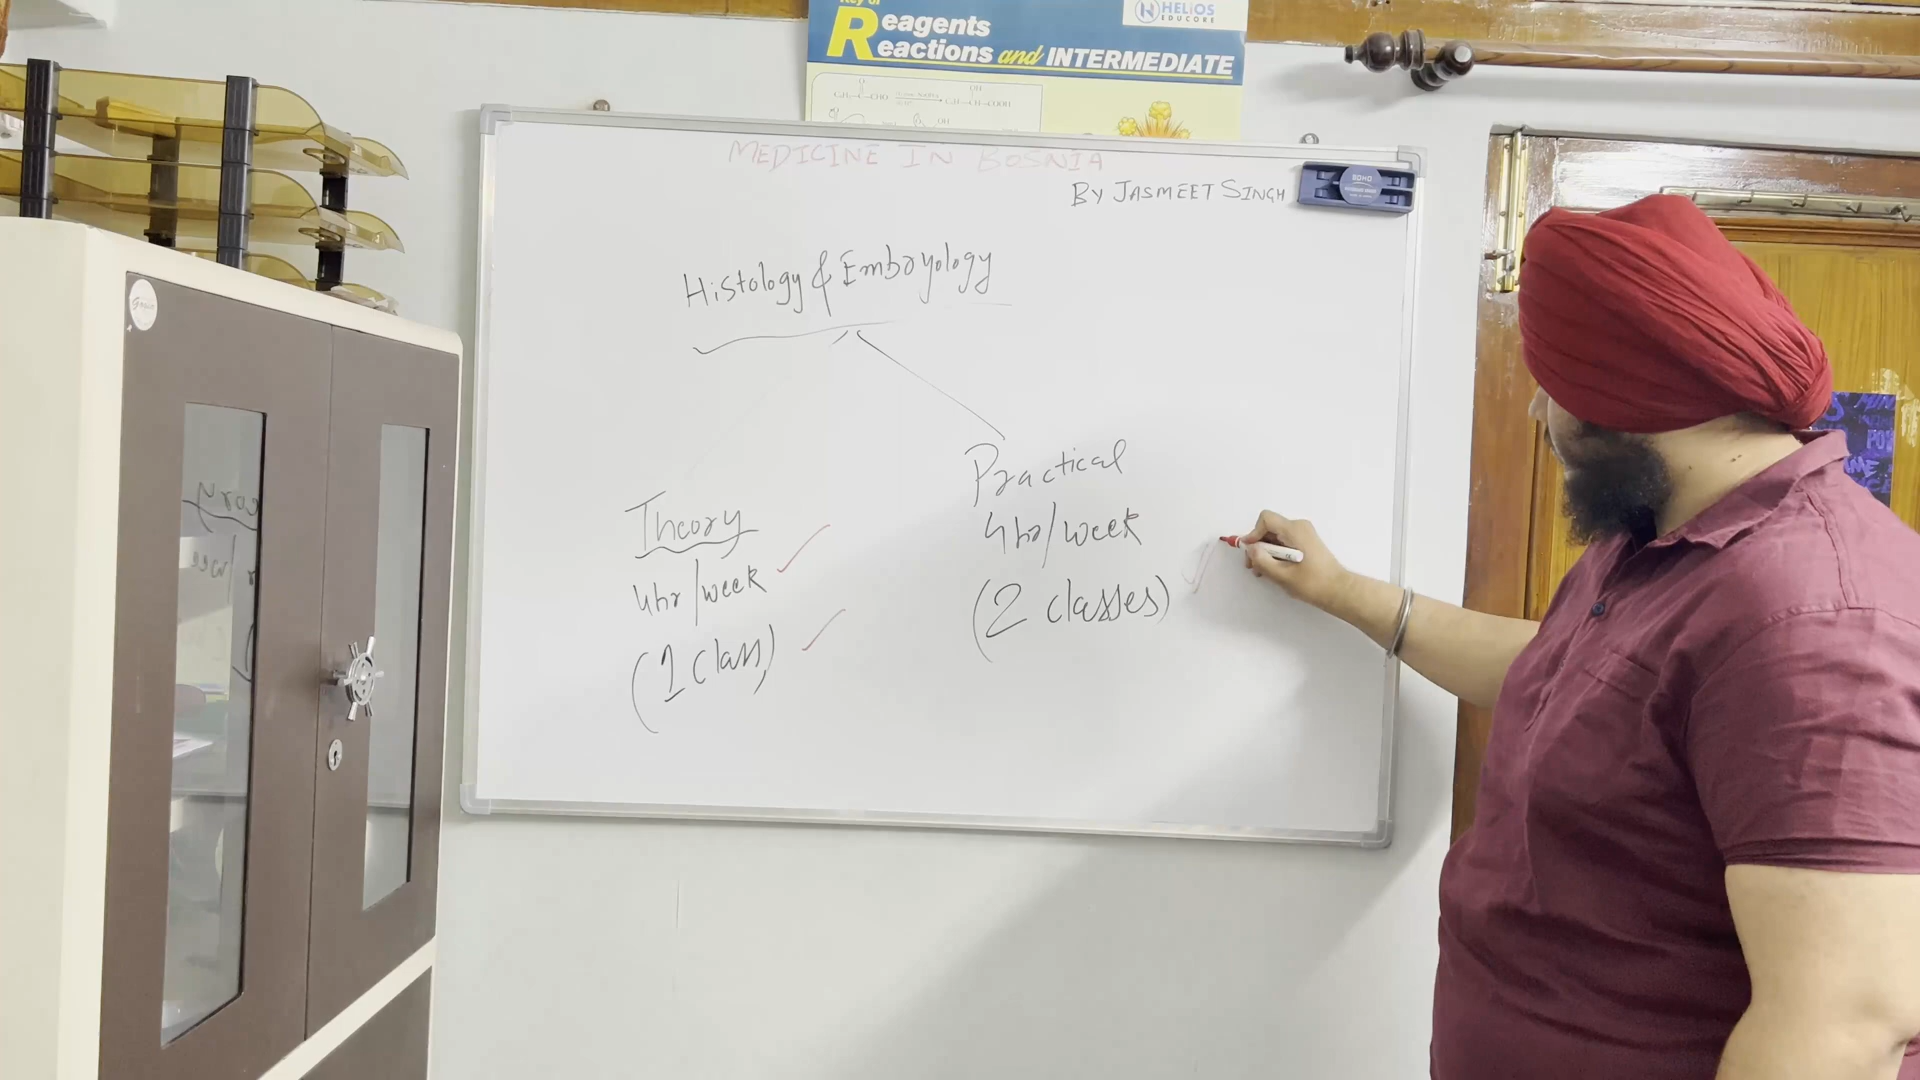 Key of
Reagents
Reactions and INTERMEDIATE
HELIOS
EDUCORE
MEDICINE IN BOSNIA
BY JASMEET SINGH
Histology & Embryology
Theory
4hr/week
(1 class)
Practical
4hr/week
(2 classes)